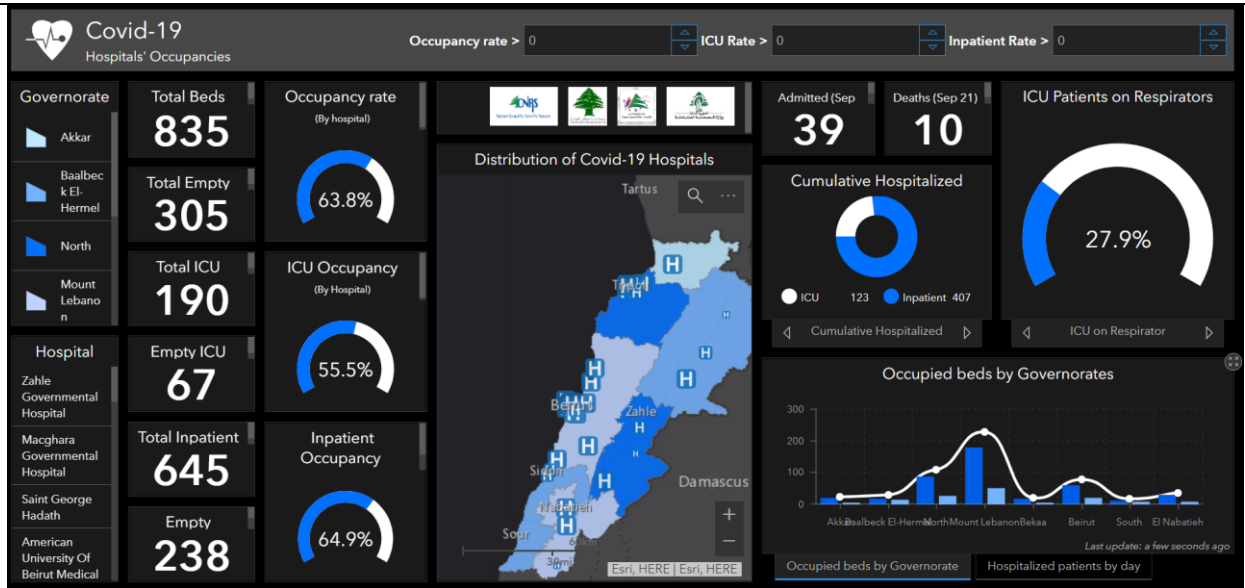 Covid-19
Hospitals' Occupancies
Occupancy rate > 0
ICU Rate > 0
Inpatient Rate > 0
Governorate
Akkar
Baalbec
k El-
Hermel
North
Mount
Lebano
n
Hospital
Zahle
Governmental
Hospital
Macghara
Governmental
Hospital
Saint George
Hadath
American
University Of
Beirut Medical
Total Beds
835
Total Empty
305
Total ICU
190
Empty ICU
67
Total Inpatient
645
Empty
238
Occupancy rate
(By hospital)
63.8%
ICU Occupancy
(By Hospital)
55.5%
Inpatient
Occupancy
64.9%
CNRS
Distribution of Covid-19 Hospitals
Tartus
H
H
H
H
H
H
H
Zahle
H
H
H
H
H
Damascus
H
Sour
30mi
Esri, HERE | Esri, HERE
Admitted (Sep
39
Deaths (Sep 21)
10
Cumulative Hospitalized
ICU 123
Inpatient 407
Cumulative Hospitalized
ICU Patients on Respirators
27.9%
ICU on Respirator
Occupied beds by Governorates
300
200
100
0
Akkar Baalbeck El-Hermel North Mount Lebanon Bekaa Beirut South El Nabatieh
Last update: a few seconds ago
Occupied beds by Governorate
Hospitalized patients by day